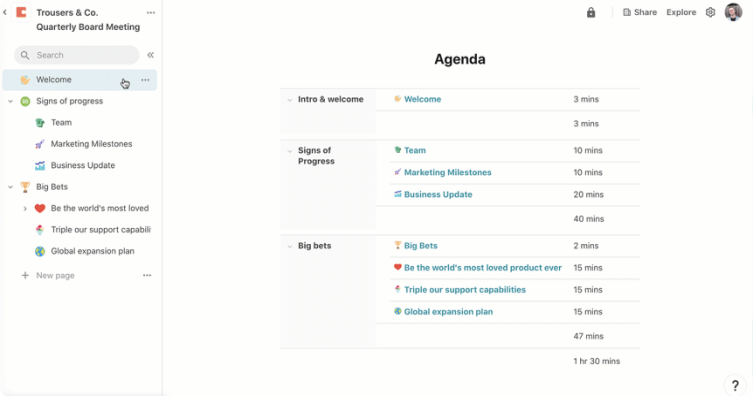 Trousers & Co.
Quarterly Board Meeting
Search
Welcome
Signs of progress
Team
Marketing Milestones
Business Update
Big Bets
Be the world's most loved
Triple our support capabili
Global expansion plan
New page
Share Explore
Agenda
Intro & welcome Welcome 3 mins
3 mins
Signs of Team 10 mins
Progress
Marketing Milestones 10 mins
Business Update 20 mins
40 mins
Big bets Big Bets 2 mins
Be the world's most loved product ever 15 mins
Triple our support capabilities 15 mins
Global expansion plan 15 mins
47 mins
1 hr 30 mins
?